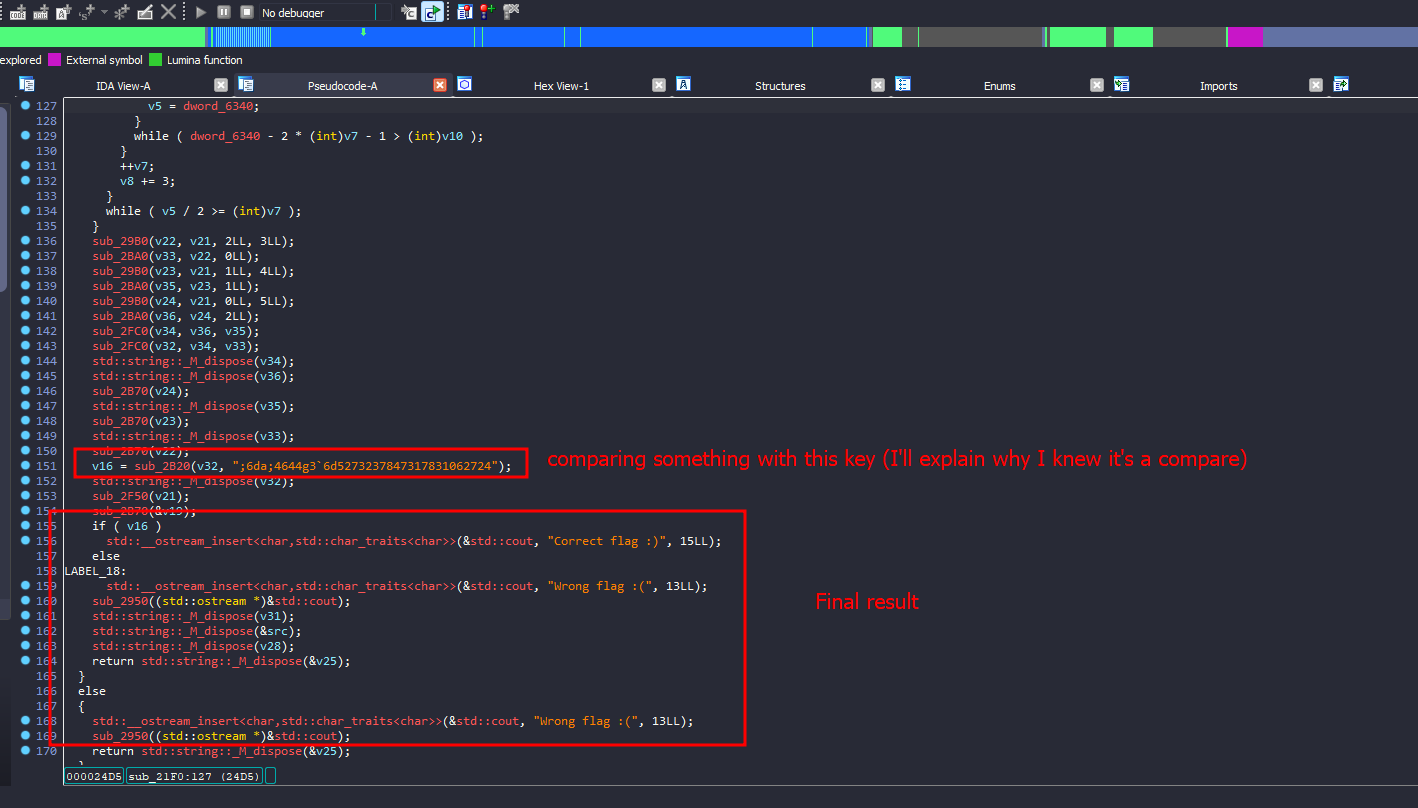 No debugger
explored External symbol Lumina function
IDA View-A Pseudocode-A Hex View-1 Structures Enums Imports
127 v5 = dword_6340;
128 }
129 while ( dword_6340 - 2 * (int)v7 - 1 > (int)v10 );
130 }
131 ++v7;
132 v8 += 3;
133 }
134 while ( v5 / 2 >= (int)v7 );
135 }
136 sub_29B0(v22, v21, 2LL, 3LL);
137 sub_2BA0(v33, v22, 0LL);
138 sub_29B0(v23, v21, 1LL, 4LL);
139 sub_2BA0(v35, v23, 1LL);
140 sub_29B0(v24, v21, 0LL, 5LL);
141 sub_2BA0(v36, v24, 2LL);
142 sub_2FC0(v34, v36, v35);
143 sub_2FC0(v32, v34, v33);
144 std::string::_M_dispose(v34);
145 std::string::_M_dispose(v36);
146 sub_2B70(v24);
147 std::string::_M_dispose(v35);
148 sub_2B70(v23);
149 std::string::_M_dispose(v33);
150 sub_2B70(v22);
151 v16 = sub_2B20(v32, ";6da;4644g3`6d5273237847317831062724"); comparing something with this key (I'll explain why I knew it's a compare)
152 std::string::_M_dispose(v32);
153 sub_2F50(v21);
154 sub_2B70(&v19);
155 if ( v16 )
156 std::__ostream_insert<char,std::char_traits<char>>(&std::cout, "Correct flag :)", 15LL);
157 else
158 LABEL_18:
159 std::__ostream_insert<char,std::char_traits<char>>(&std::cout, "Wrong flag :(", 13LL);
160 sub_2950((std::ostream *)&std::cout); Final result
161 std::string::_M_dispose(v31);
162 std::string::_M_dispose(&src);
163 std::string::_M_dispose(v28);
164 return std::string::_M_dispose(&v25);
165 }
166 else
167 {
168 std::__ostream_insert<char,std::char_traits<char>>(&std::cout, "Wrong flag :(", 13LL);
169 sub_2950((std::ostream *)&std::cout);
170 return std::string::_M_dispose(&v25);
000024D5 sub_21F0:127 (24D5)